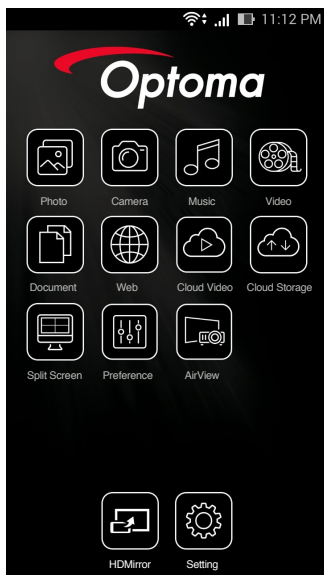 11:12 PM
Optoma
Photo Camera Music Video
Document Web Cloud Video Cloud Storage
Split Screen Preference AirView
HDMirror Setting